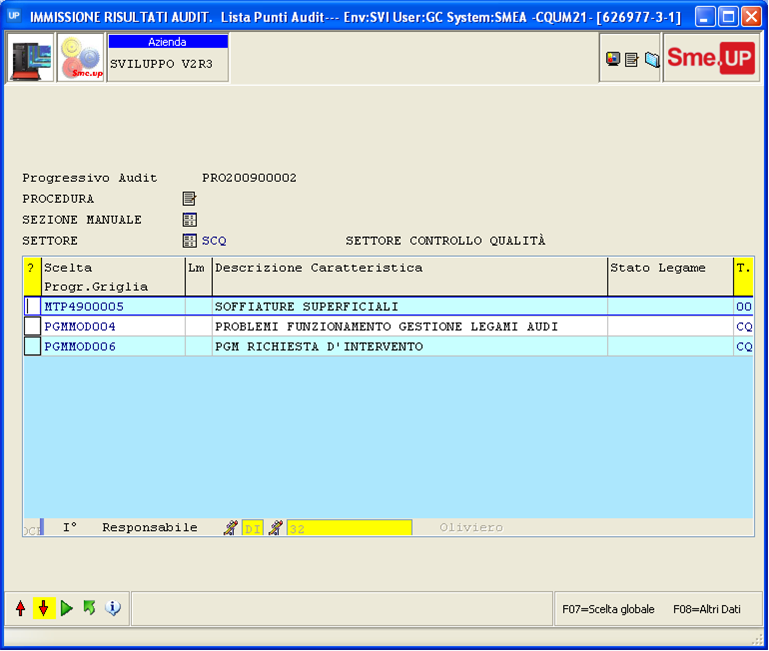 UP IMMISSIONE RISULTATI AUDIT. Lista Punti Audit--- Env:SVI User:GC System:SMEA -CQUM21- [626977-3-1]
Sme.up
Azienda
SVILUPPO V2R3
Sme.UP
Progressivo Audit PRO200900002
PROCEDURA
SEZIONE MANUALE
SETTORE SCQ SETTORE CONTROLLO QUALITÀ
? Scelta Lm Descrizione Caratteristica Stato Legame T.
Progr.Griglia
MTP4900005 SOFFIATURE SUPERFICIALI OO
PGMMOD004 PROBLEMI FUNZIONAMENTO GESTIONE LEGAMI AUDI CQ
PGMMOD006 PGM RICHIESTA D'INTERVENTO CQ
I° Responsabile DI 32 Oliviero
F07=Scelta globale F08=Altri Dati